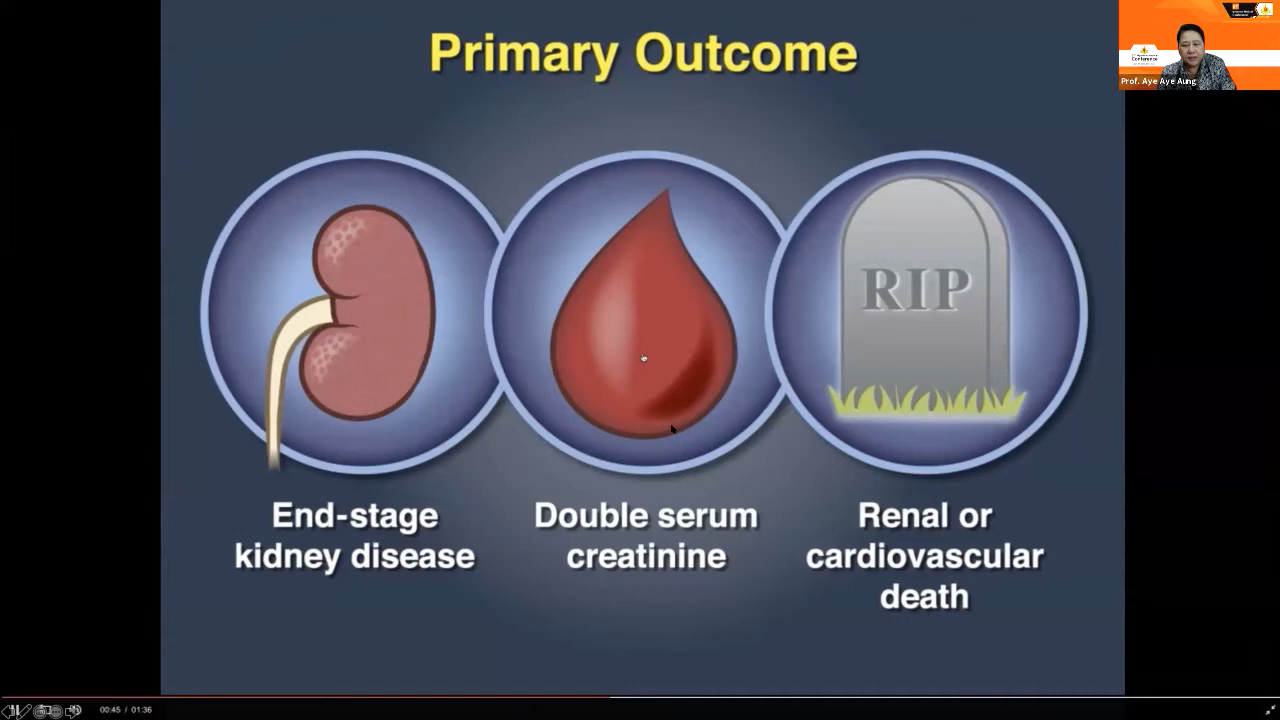 Primary Outcome
RIP
End-stage
kidney disease
Double serum
creatinine
Renal or
cardiovascular
death
Conference
Prof. Aye Aye Aung
00:45 / 01:36